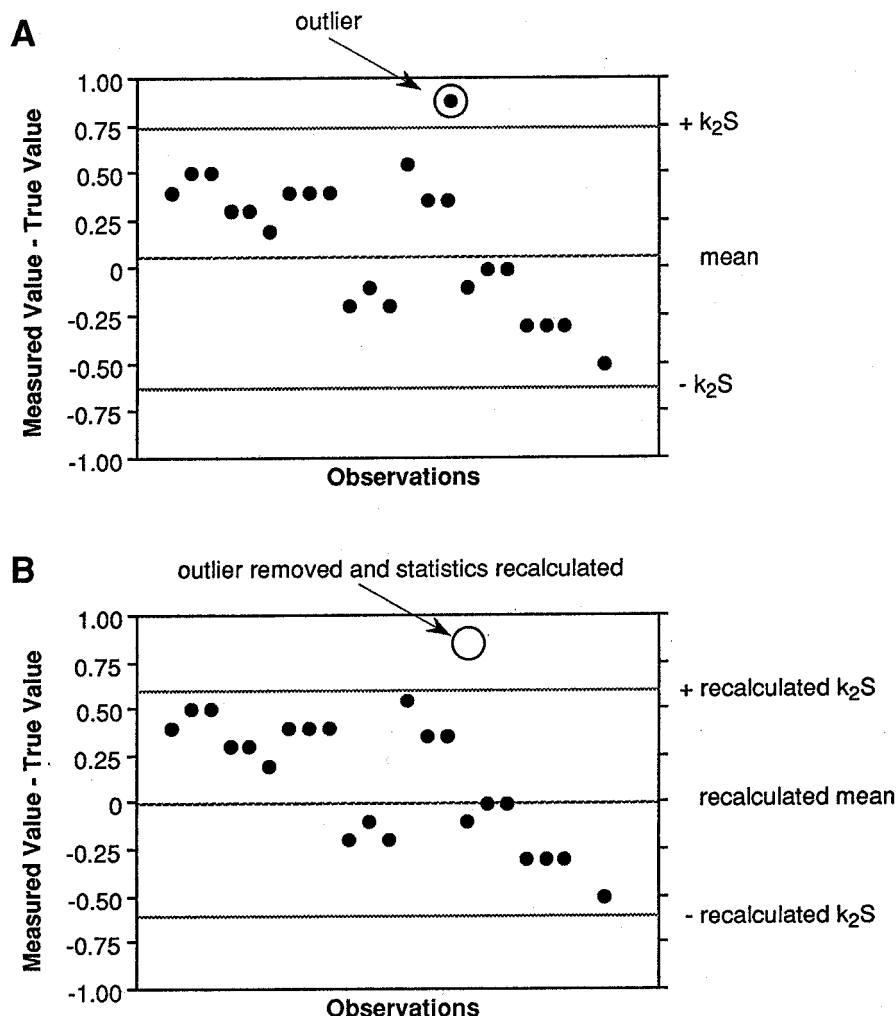 A
outlier
1.00
0.75
0.50
0.25
0
-0.25
-0.50
-0.75
-1.00
Measured Value - True Value
+ k₂S
mean
- k₂S
Observations
B
outlier removed and statistics recalculated
1.00
0.75
0.50
0.25
0
-0.25
-0.50
-0.75
-1.00
Measured Value - True Value
+ recalculated k₂S
recalculated mean
- recalculated k₂S
Observations